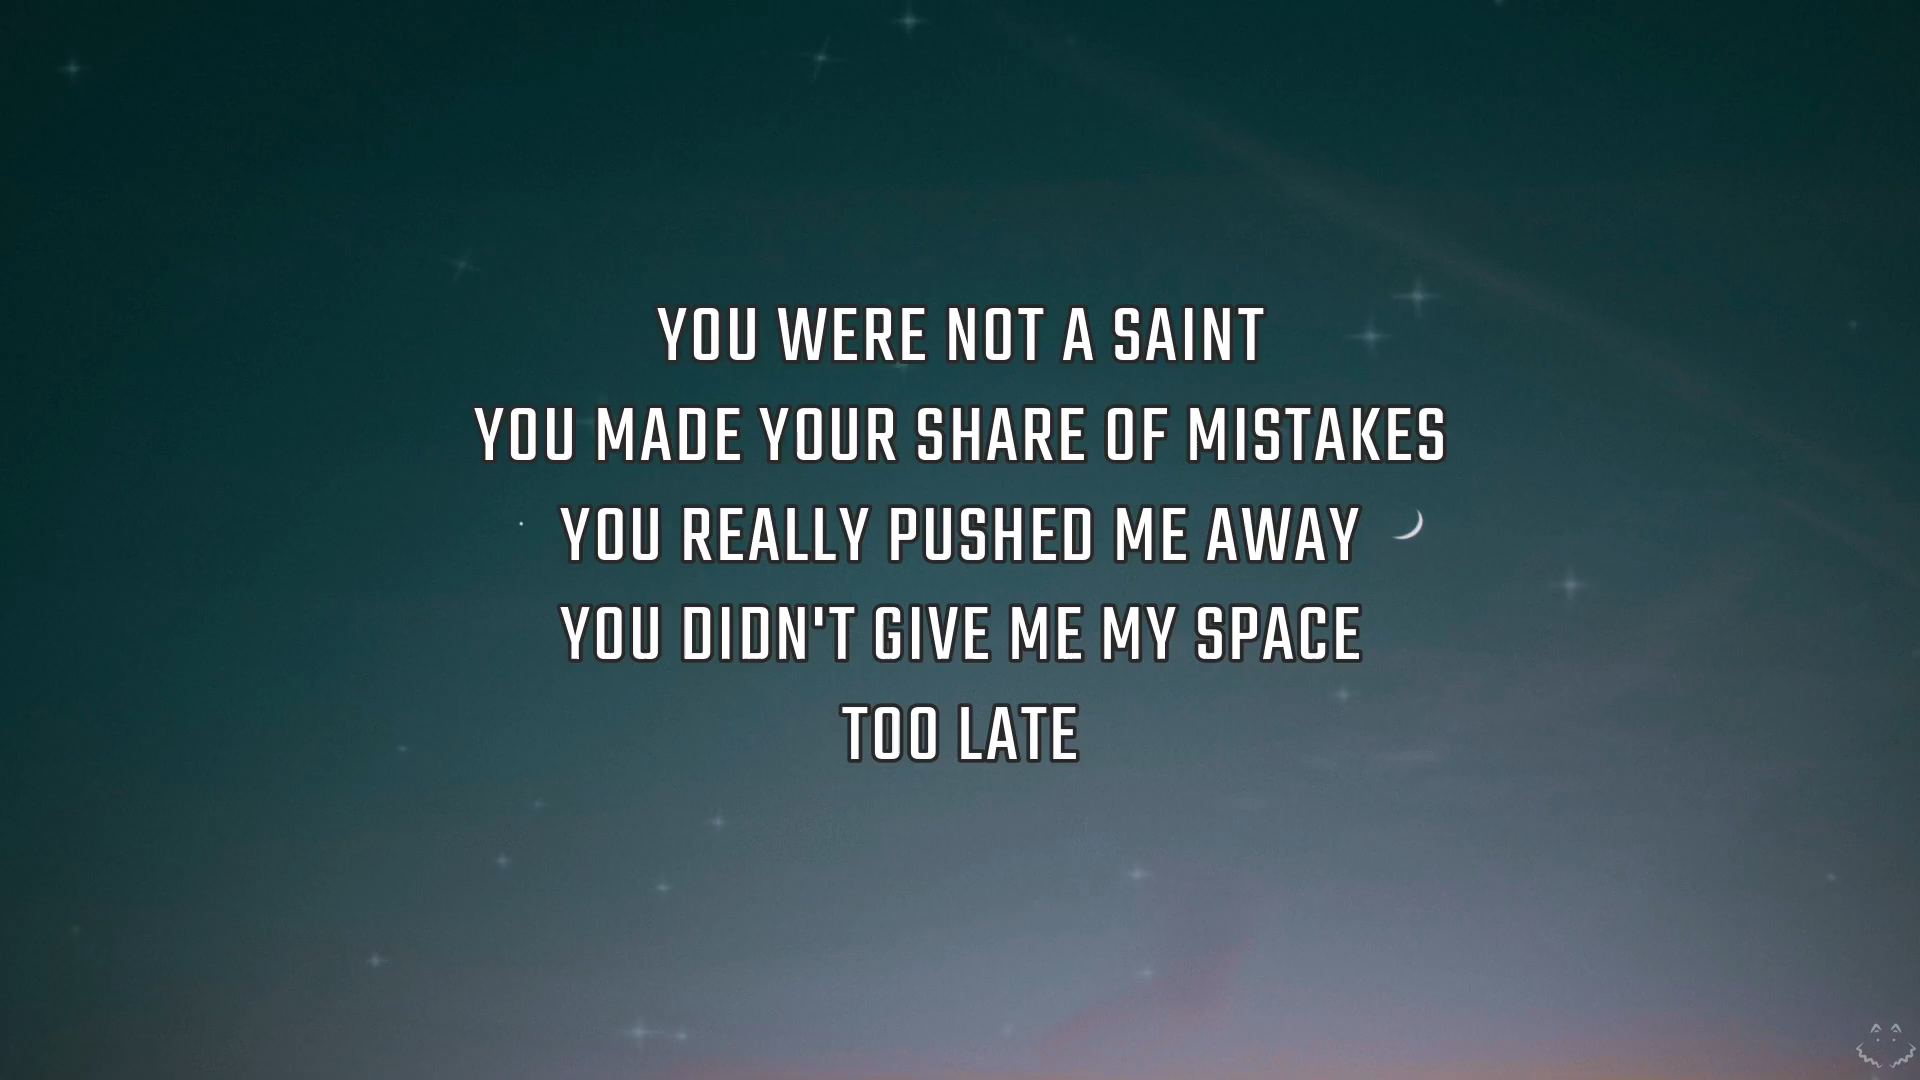 YOU WERE NOT A SAINT
YOU MADE YOUR SHARE OF MISTAKES
YOU REALLY PUSHED ME AWAY
YOU DIDN'T GIVE ME MY SPACE
TOO LATE